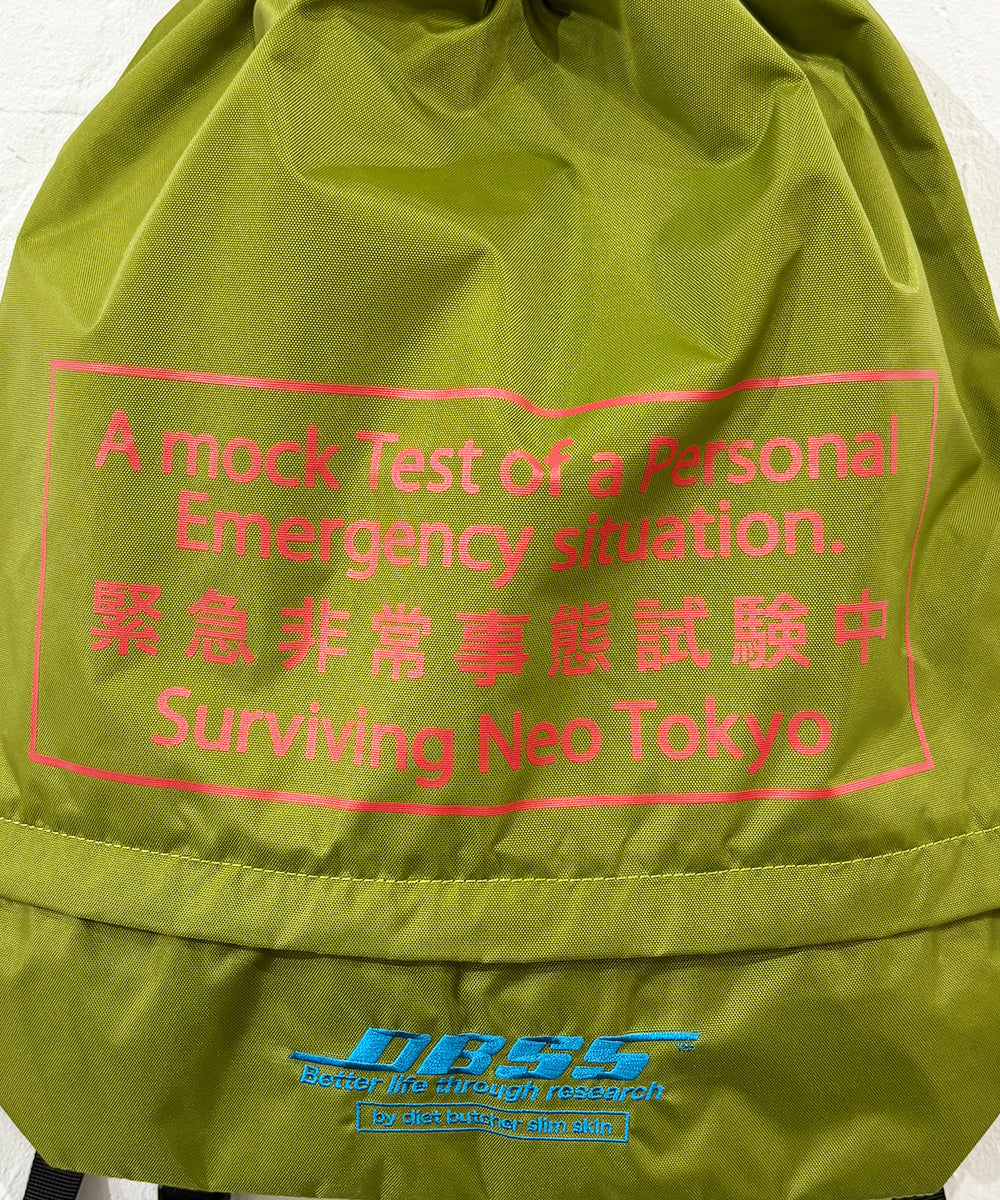 A mock Test of a Personal
Emergency situation.
緊急非常事態試験中
Surviving Neo Tokyo
DBSS
Better life through research
by diet butcher slim skin